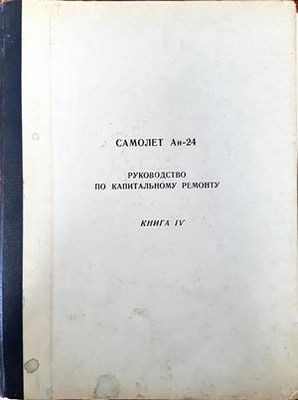 САМОЛЕТ Ан-24
РУКОВОДСТВО
ПО КАПИТАЛЬНОМУ РЕМОНТУ
КНИГА IV